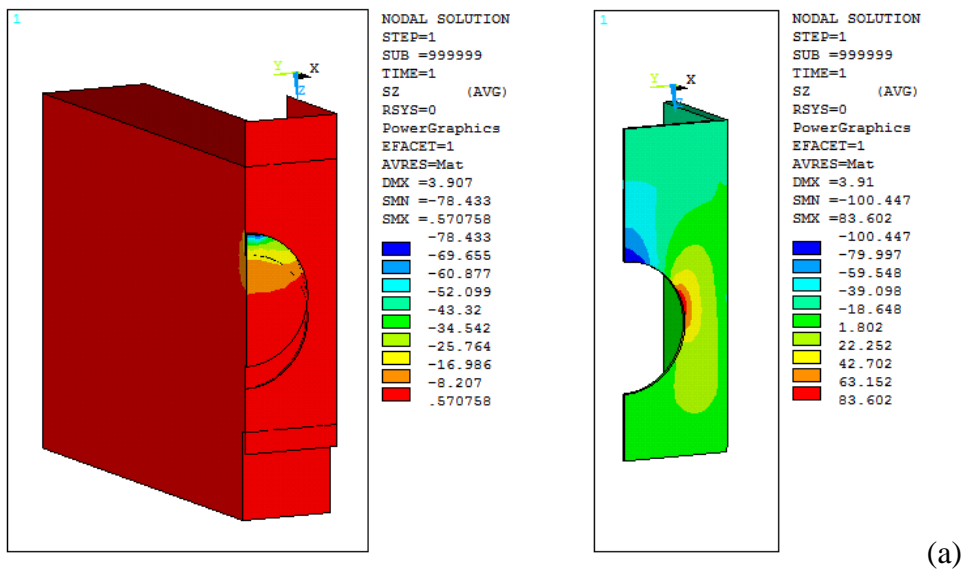 1
Y X
Z
NODAL SOLUTION
STEP=1
SUB =999999
TIME=1
SZ (AVG)
RSYS=0
PowerGraphics
EFACET=1
AVRES=Mat
DMX =3.907
SMN =-78.433
SMX =.570758
-78.433
-69.655
-60.877
-52.099
-43.32
-34.542
-25.764
-16.986
-8.207
.570758
1
Y X
Z
NODAL SOLUTION
STEP=1
SUB =999999
TIME=1
SZ (AVG)
RSYS=0
PowerGraphics
EFACET=1
AVRES=Mat
DMX =3.91
SMN =-100.447
SMX =83.602
-100.447
-79.997
-59.548
-39.098
-18.648
1.802
22.252
42.702
63.152
83.602
(a)